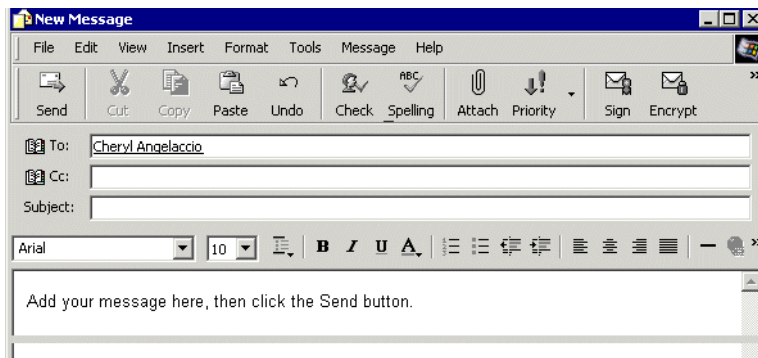 New Message
File Edit View Insert Format Tools Message Help
ABC
Send Cut Copy Paste Undo Check Spelling Attach Priority Sign Encrypt
To: Cheryl Angelaccio
Cc:
Subject:
Arial 10 B I U A
Add your message here, then click the Send button.